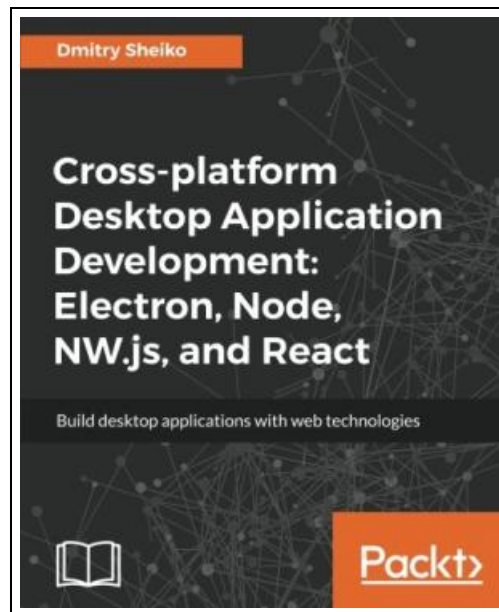 Dmitry Sheiko
Cross-platform
Desktop Application
Development:
Electron, Node,
NW.js, and React
Build desktop applications with web technologies
Packt>